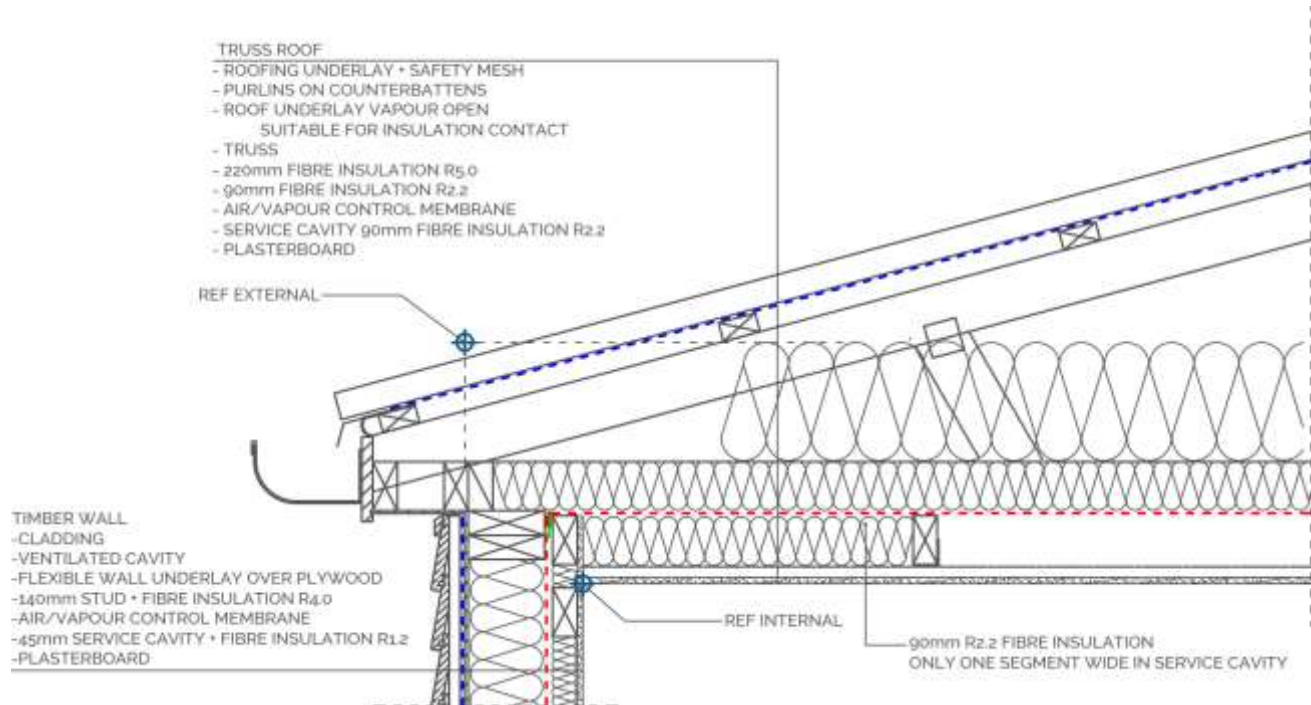 TRUSS ROOF
- ROOFING UNDERLAY + SAFETY MESH
- PURLINS ON COUNTERBATTENS
- ROOF UNDERLAY VAPOUR OPEN
SUITABLE FOR INSULATION CONTACT
- TRUSS
- 220mm FIBRE INSULATION R5.0
- 90mm FIBRE INSULATION R2.2
- AIR/VAPOUR CONTROL MEMBRANE
- SERVICE CAVITY 90mm FIBRE INSULATION R2.2
- PLASTERBOARD
REF EXTERNAL
TIMBER WALL
-CLADDING
-VENTILATED CAVITY
-FLEXIBLE WALL UNDERLAY OVER PLYWOOD
-140mm STUD + FIBRE INSULATION R4.0
-AIR/VAPOUR CONTROL MEMBRANE
-45mm SERVICE CAVITY + FIBRE INSULATION R1.2
-PLASTERBOARD
REF INTERNAL
90mm R2.2 FIBRE INSULATION
ONLY ONE SEGMENT WIDE IN SERVICE CAVITY